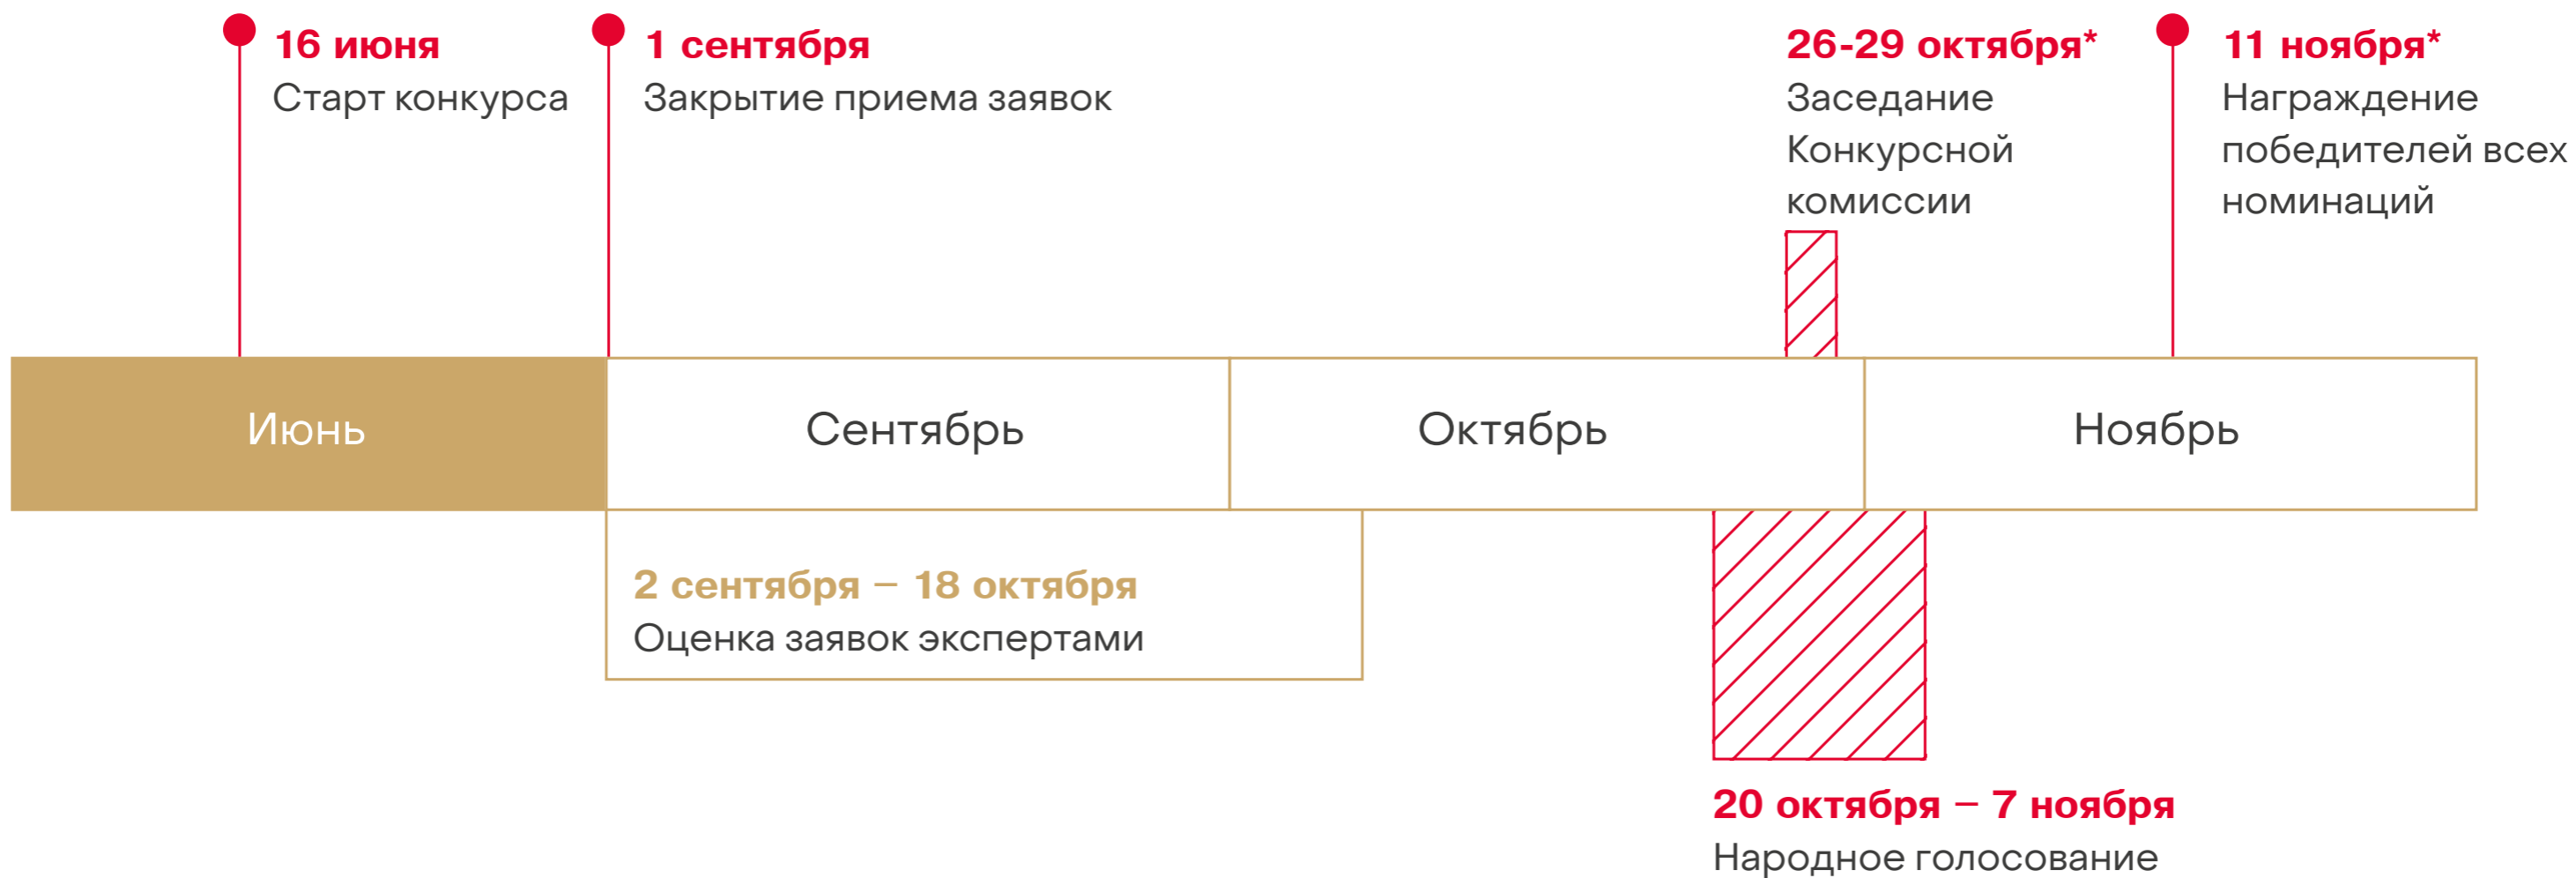 16 июня
Старт конкурса
1 сентября
Закрытие приема заявок
26-29 октября*
Заседание
Конкурсной
комиссии
11 ноября*
Награждение
победителей всех
номинаций
Июнь
Сентябрь
Октябрь
Ноябрь
2 сентября – 18 октября
Оценка заявок экспертами
20 октября – 7 ноября
Народное голосование